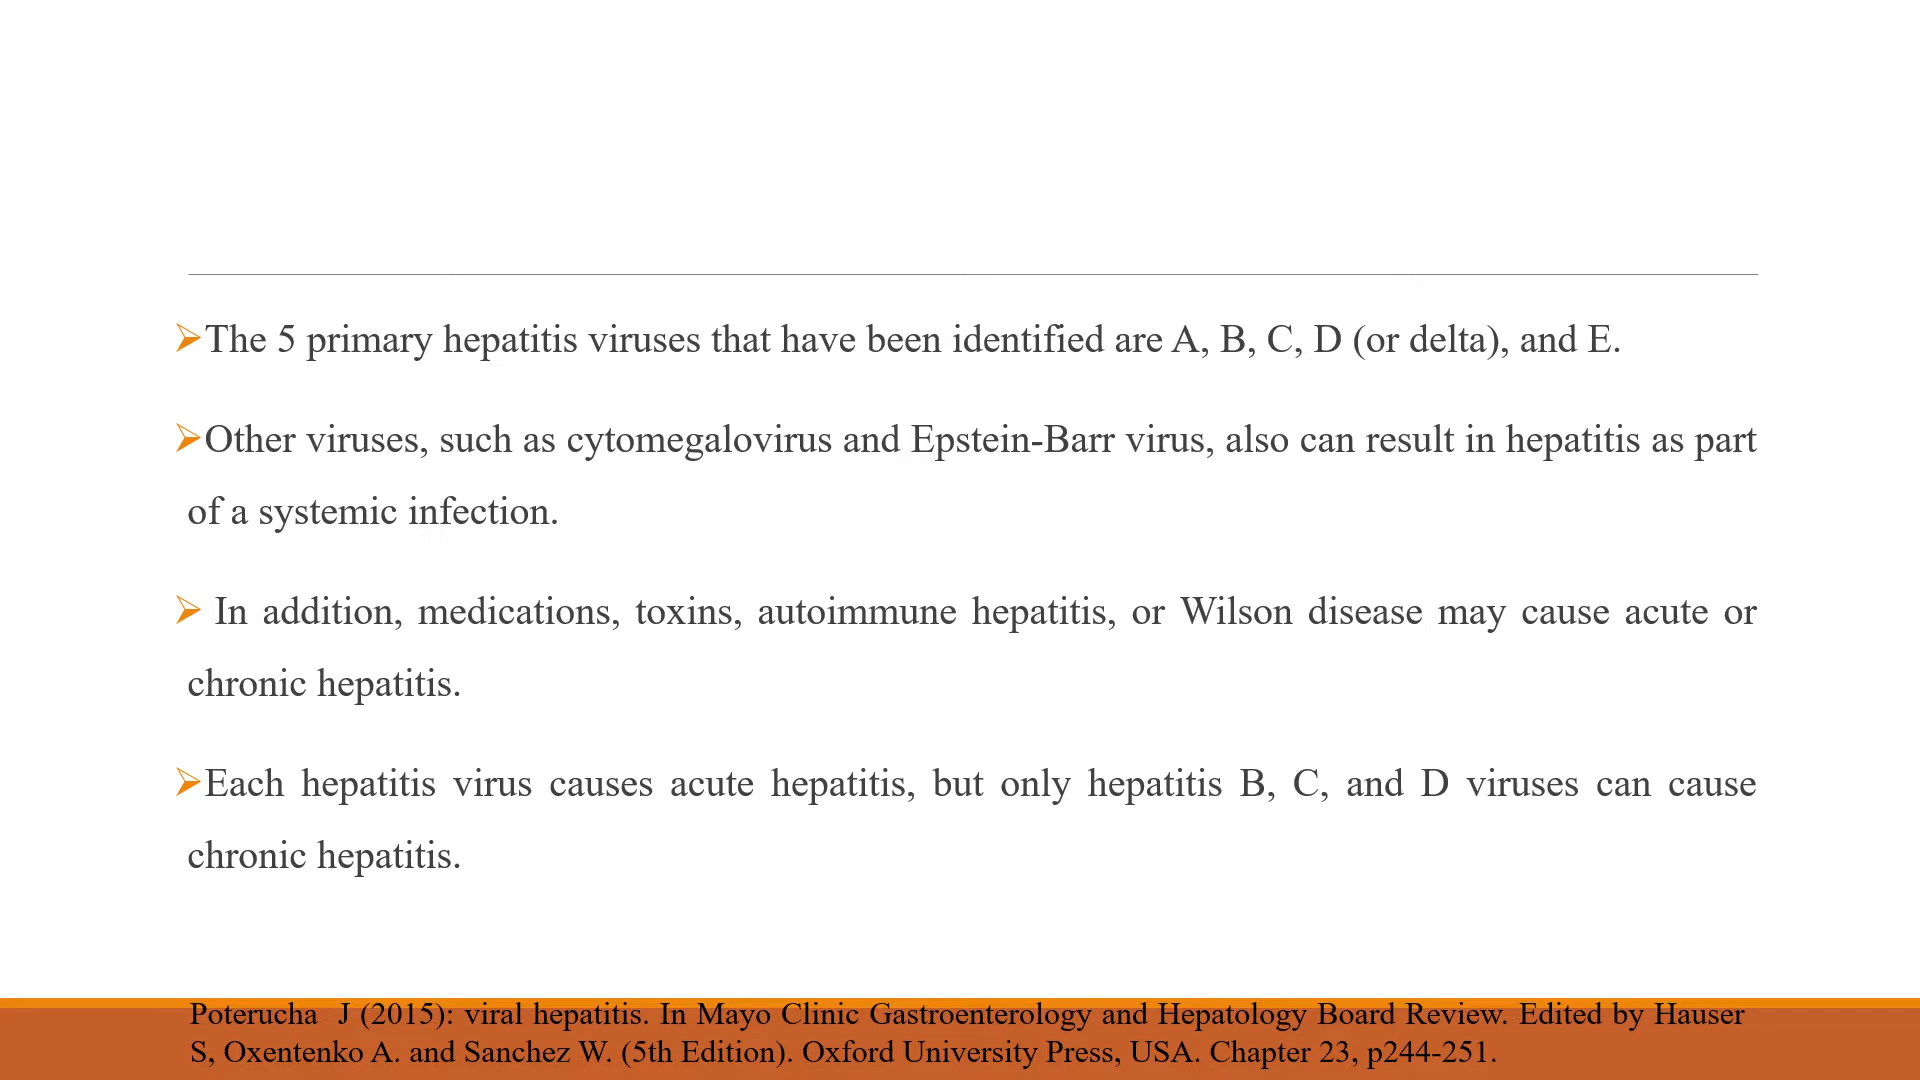 The 5 primary hepatitis viruses that have been identified are A, B, C, D (or delta), and E.
Other viruses, such as cytomegalovirus and Epstein-Barr virus, also can result in hepatitis as part
of a systemic infection.
In addition, medications, toxins, autoimmune hepatitis, or Wilson disease may cause acute or
chronic hepatitis.
Each hepatitis virus causes acute hepatitis, but only hepatitis B, C, and D viruses can cause
chronic hepatitis.
Poterucha J (2015): viral hepatitis. In Mayo Clinic Gastroenterology and Hepatology Board Review. Edited by Hauser
S, Oxentenko A. and Sanchez W. (5th Edition). Oxford University Press, USA. Chapter 23, p244-251.